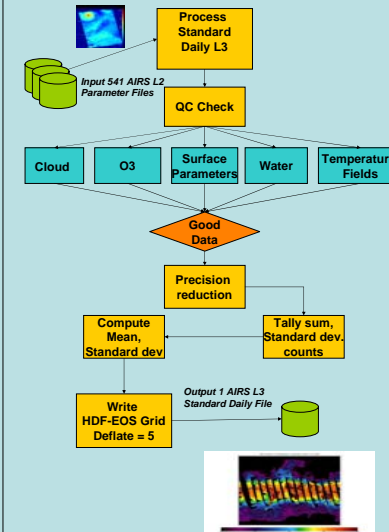 Process
Standard
Daily L3
Input 541 AIRS L2
Parameter Files
QC Check
Cloud
O3
Surface
Parameters
Water
Temperatur
Fields
Good
Data
Precision
reduction
Compute
Mean,
Standard dev
Tally sum,
Standard dev.
counts
Output 1 AIRS L3
Standard Daily File
Write
HDF-EOS Grid
Deflate = 5